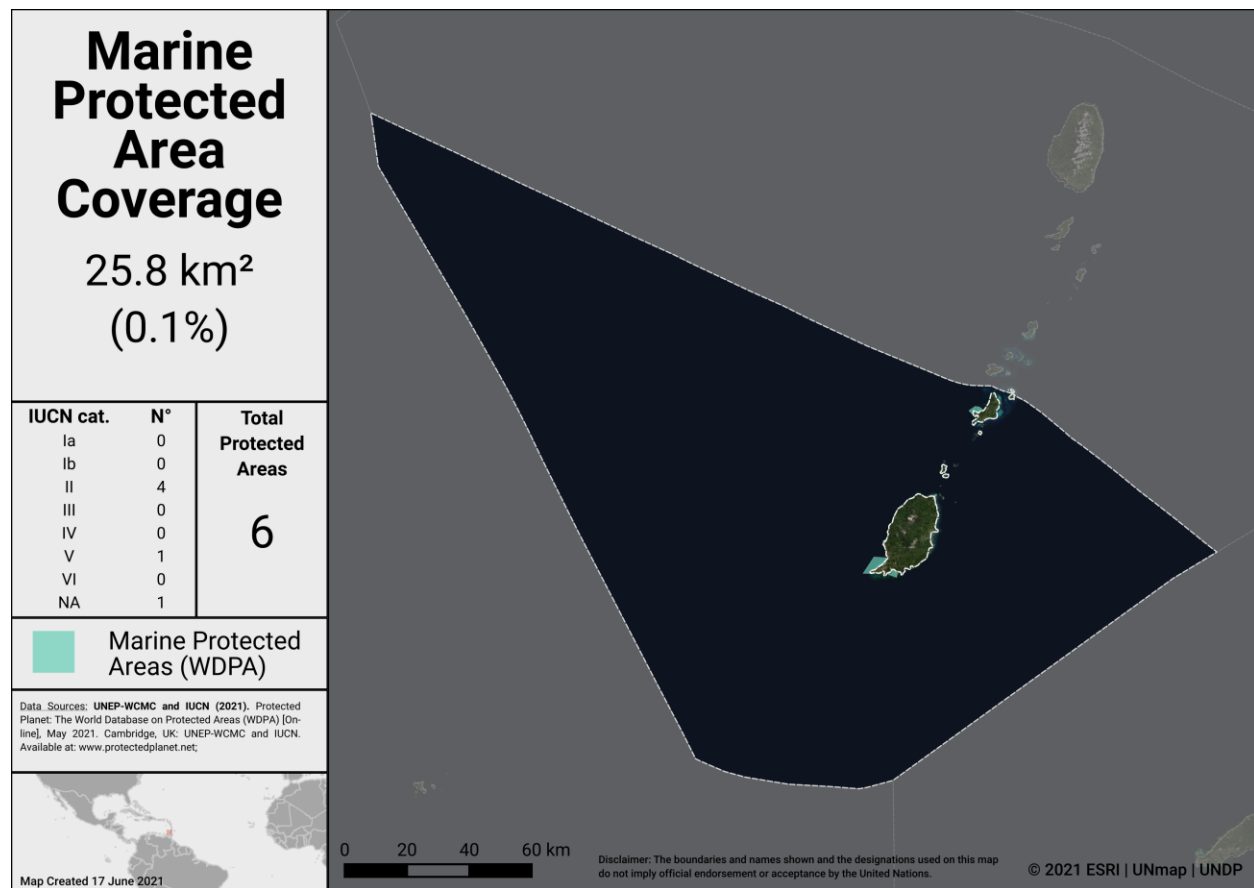 Marine
Protected
Area
Coverage
25.8 km²
(0.1%)
IUCN cat. N°
Ia 0
Ib 0
II 4
III 0
IV 0
V 1
VI 0
NA 1
Total
Protected
Areas
6
Marine Protected
Areas (WDPA)
Data Sources: UNEP-WCMC and IUCN (2021). Protected
Planet: The World Database on Protected Areas (WDPA) [On-
line], May 2021. Cambridge, UK: UNEP-WCMC and IUCN.
Available at: www.protectedplanet.net;
Map Created 17 June 2021
0 20 40 60 km
Disclaimer: The boundaries and names shown and the designations used on this map
do not imply official endorsement or acceptance by the United Nations.
© 2021 ESRI | UNmap | UNDP